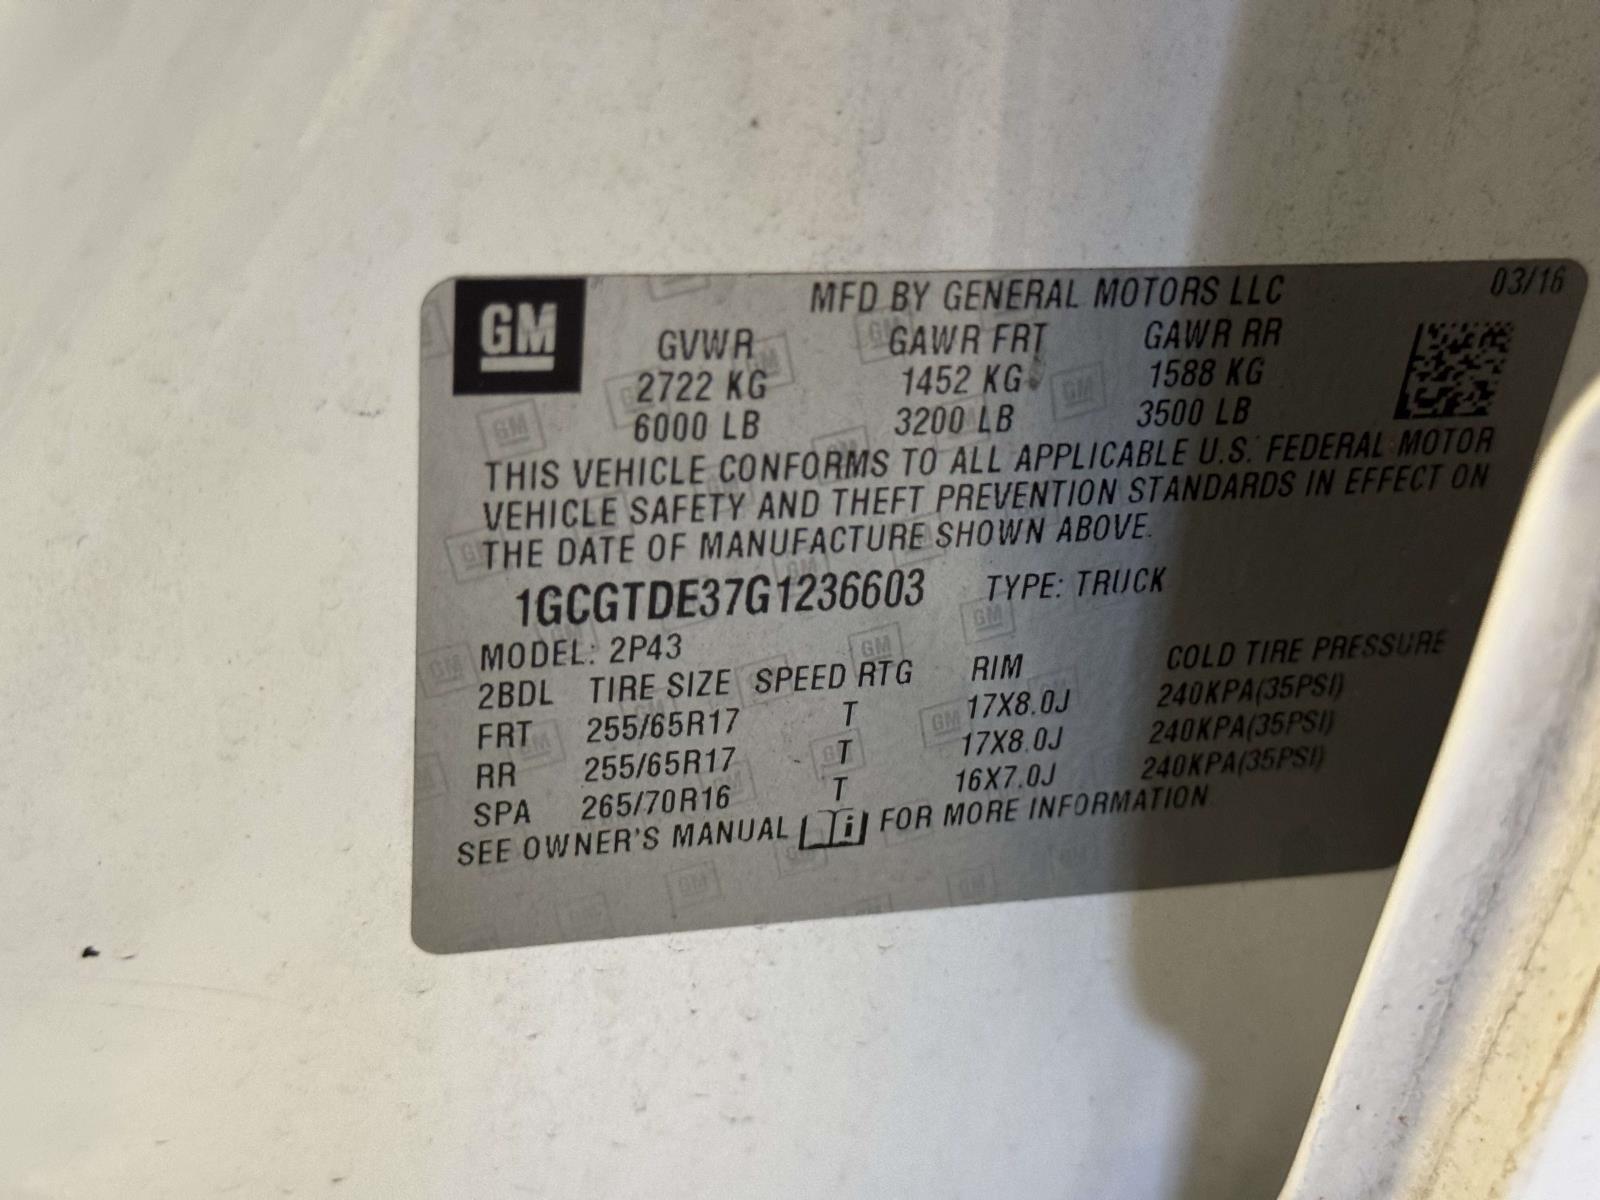 MFD BY GENERAL MOTORS LLC 03/16
GM
GVWR GAWR FRT GAWR RR
2722 KG 1452 KG 1588 KG
6000 LB 3200 LB 3500 LB
THIS VEHICLE CONFORMS TO ALL APPLICABLE U.S. FEDERAL MOTOR
VEHICLE SAFETY AND THEFT PREVENTION STANDARDS IN EFFECT ON
THE DATE OF MANUFACTURE SHOWN ABOVE.
1GCGTDE37G1236603 TYPE: TRUCK
MODEL: 2P43
2BDL TIRE SIZE SPEED RTG RIM COLD TIRE PRESSURE
FRT 255/65R17 T 17X8.0J 240KPA(35PSI)
RR 255/65R17 T 17X8.0J 240KPA(35PSI)
SPA 265/70R16 T 16X7.0J 240KPA(35PSI)
SEE OWNER'S MANUAL i FOR MORE INFORMATION